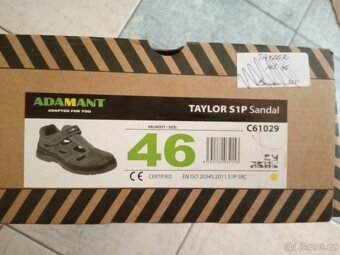 TAYLOR
ADAMANT
ADAPTED FOR YOU
TAYLOR S1P Sandal
VELIKOST / SIZE:
C61029
46
CE CERTIFIED
EN ISO 20345:2011 S1P SRC